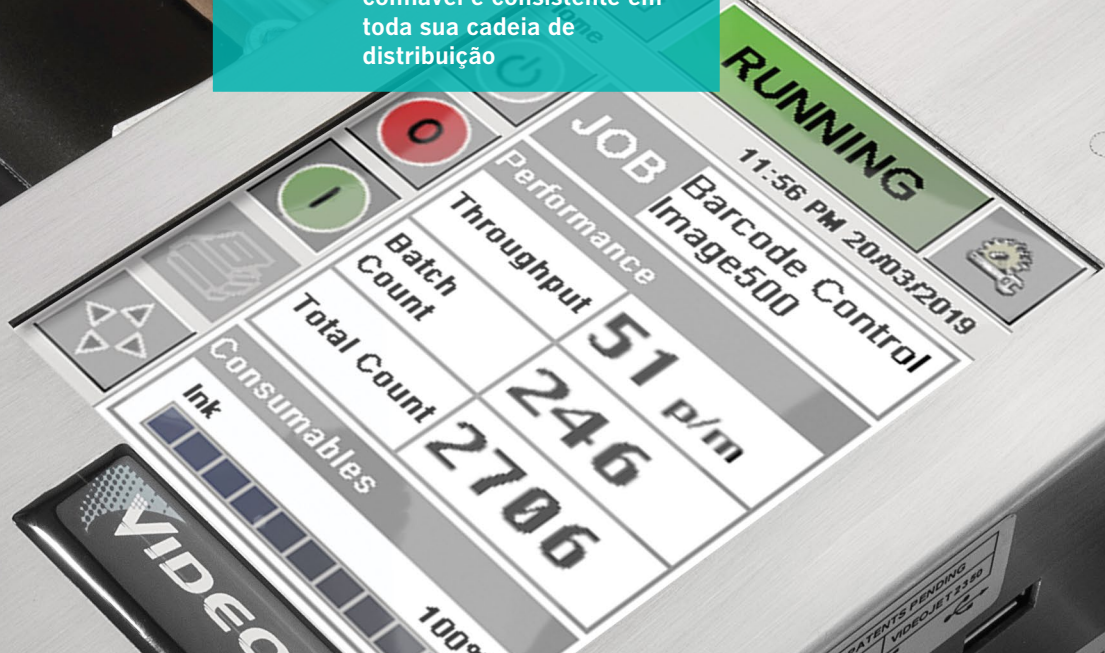 toda sua cadeia de
distribuição
Home
RUNNING
11:56 PM 20/03/2019
JOB
Barcode Control
Image500
Performance
Throughput
51 p/m
Batch
Count
246
Total Count
2706
Consumables
Ink
100%
VIDEO
PATENTS PENDING
VIDEOJET 2350